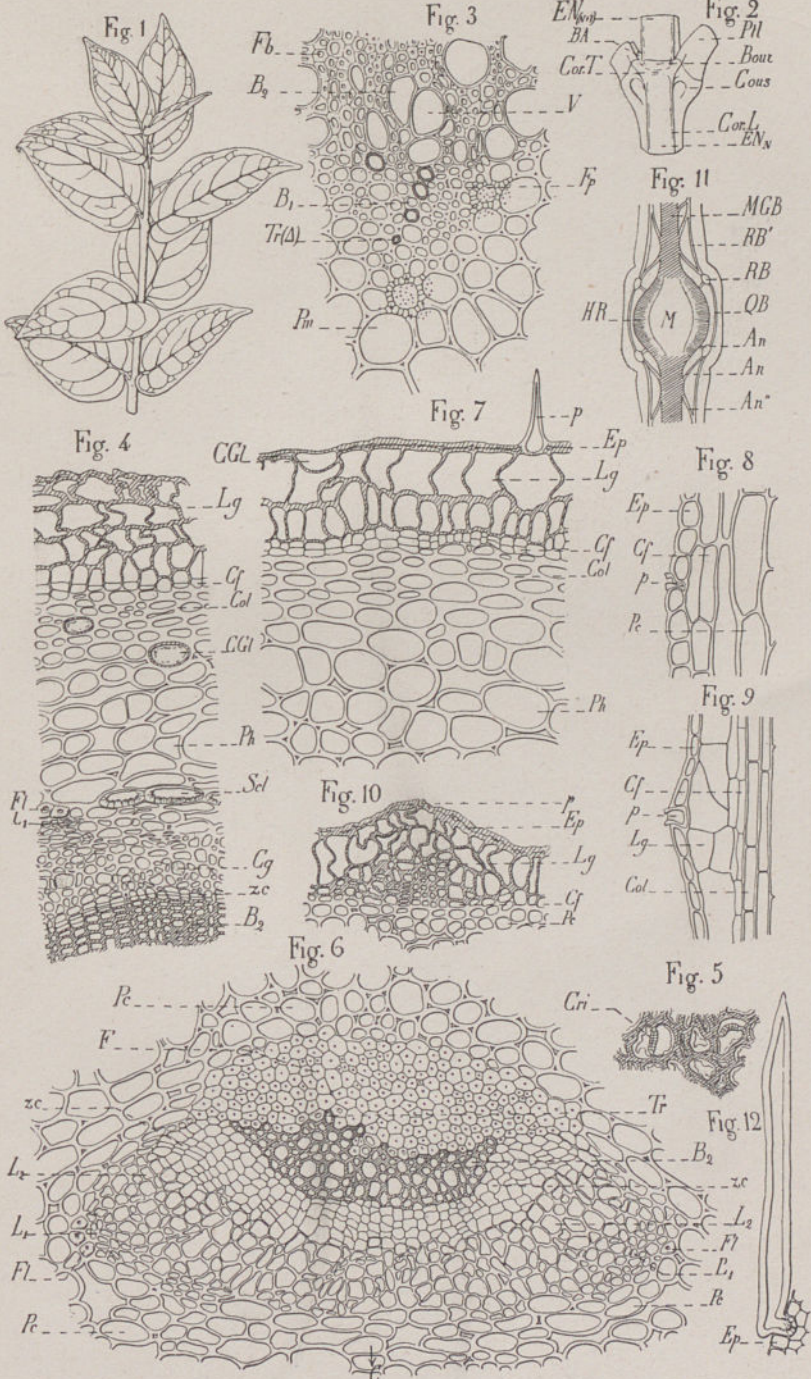 Fig. 1
Fig. 3
Fb
B₂
V
B₁
Fp
Tr(Δ)
Pm
Fig. 2
BA
Pil
Cor.T
Bour
Cous
Cor.L
EN_N
Fig. 11
MGB
RB'
RB
HR
M
QB
An
An
An"
Fig. 4
Lg
Cf
Col
CGl
Ph
Scl
Fl
Cg
zc
B₂
Fig. 7
p
CGl
Ep
Lg
Cf
Col
Ph
Fig. 8
Ep
Cf
p
Pc
Fig. 9
Ep
Cf
p
Lg
Col
Fig. 10
p
Ep
Lg
Cf
Pc
Fig. 6
Pc
F
zc
Tr
B₂
L₂
zc
L₁
L₂
Fl
Fl
L₁
Pc
Pc
Fig. 5
Cri
Fig. 12
Ep